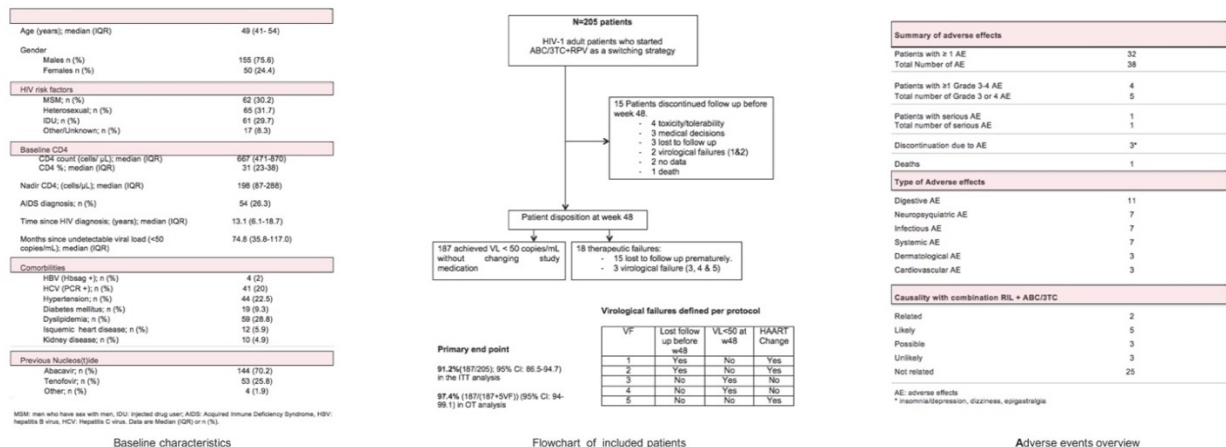 Age (years); median (IQR) 49 (41- 54)
Gender
Males n (%) 155 (75.6)
Females n (%) 50 (24.4)
HIV risk factors
MSM; n (%) 62 (30.2)
Heterosexual; n (%) 65 (31.7)
IDU; n (%) 61 (29.7)
Other/Unknown; n (%) 17 (8.3)
Baseline CD4
CD4 count (cells/ µL); median (IQR) 667 (471-870)
CD4 %; median (IQR) 31 (23-38)
Nadir CD4; (cells/µL); median (IQR) 198 (87-288)
AIDS diagnosis; n (%) 54 (26.3)
Time since HIV diagnosis; (years); median (IQR) 13.1 (6.1-18.7)
Months since undetectable viral load (<50 74.8 (35.8-117.0)
copies/mL); median (IQR)
Comorbilities
HBV (Hbsag +); n (%) 4 (2)
HCV (PCR +); n (%) 41 (20)
Hypertension; n (%) 44 (22.5)
Diabetes mellitus; n (%) 19 (9.3)
Dyslipidemia; n (%) 59 (28.8)
Isquemic heart disease; n (%) 12 (5.9)
Kidney disease; n (%) 10 (4.9)
Previous Nucleos(t)ide
Abacavir; n (%) 144 (70.2)
Tenofovir; n (%) 53 (25.8)
Other; n (%) 4 (1.9)
MSM: men who have sex with men, IDU: injected drug user; AIDS: Acquired Inmune Deficiency Syndrome, HBV:
hepatitis B virus, HCV: Hepatitis C virus. Data are Median (IQR) or n (%).
Baseline characteristics
N=205 patients
HIV-1 adult patients who started
ABC/3TC+RPV as a switching strategy
15 Patients discontinued follow up before
week 48.
- 4 toxicity/tolerability
- 3 medical decisions
- 3 lost to follow up
- 2 virological failures (1&2)
- 2 no data
- 1 death
Patient disposition at week 48
187 achieved VL < 50 copies/mL
without changing study
medication
18 therapeutic failures:
- 15 lost to follow up prematurely.
- 3 virological failure (3, 4 & 5)
Virological failures defined per protocol
VF Lost follow up before w48 VL<50 at w48 HAART Change
1 Yes No Yes
2 Yes No Yes
3 No Yes No
4 No Yes No
5 No No Yes
Primary end point
91.2%(187/205); 95% CI: 86.5-94.7)
in the ITT analysis
97.4% (187/(187+5VF)) (95% CI: 94-
99.1) in OT analysis
Flowchart of included patients
Summary of adverse effects
Patients with ≥ 1 AE 32
Total Number of AE 38
Patients with ≥1 Grade 3-4 AE 4
Total number of Grade 3 or 4 AE 5
Patients with serious AE 1
Total number of serious AE 1
Discontinuation due to AE 3*
Deaths 1
Type of Adverse effects
Digestive AE 11
Neuropsyquiatric AE 7
Infectious AE 7
Systemic AE 7
Dermatological AE 3
Cardiovascular AE 3
Causality with combination RIL + ABC/3TC
Related 2
Likely 5
Possible 3
Unlikely 3
Not related 25
AE: adverse effects
* insomnia/depression, dizziness, epigastralgia
Adverse events overview